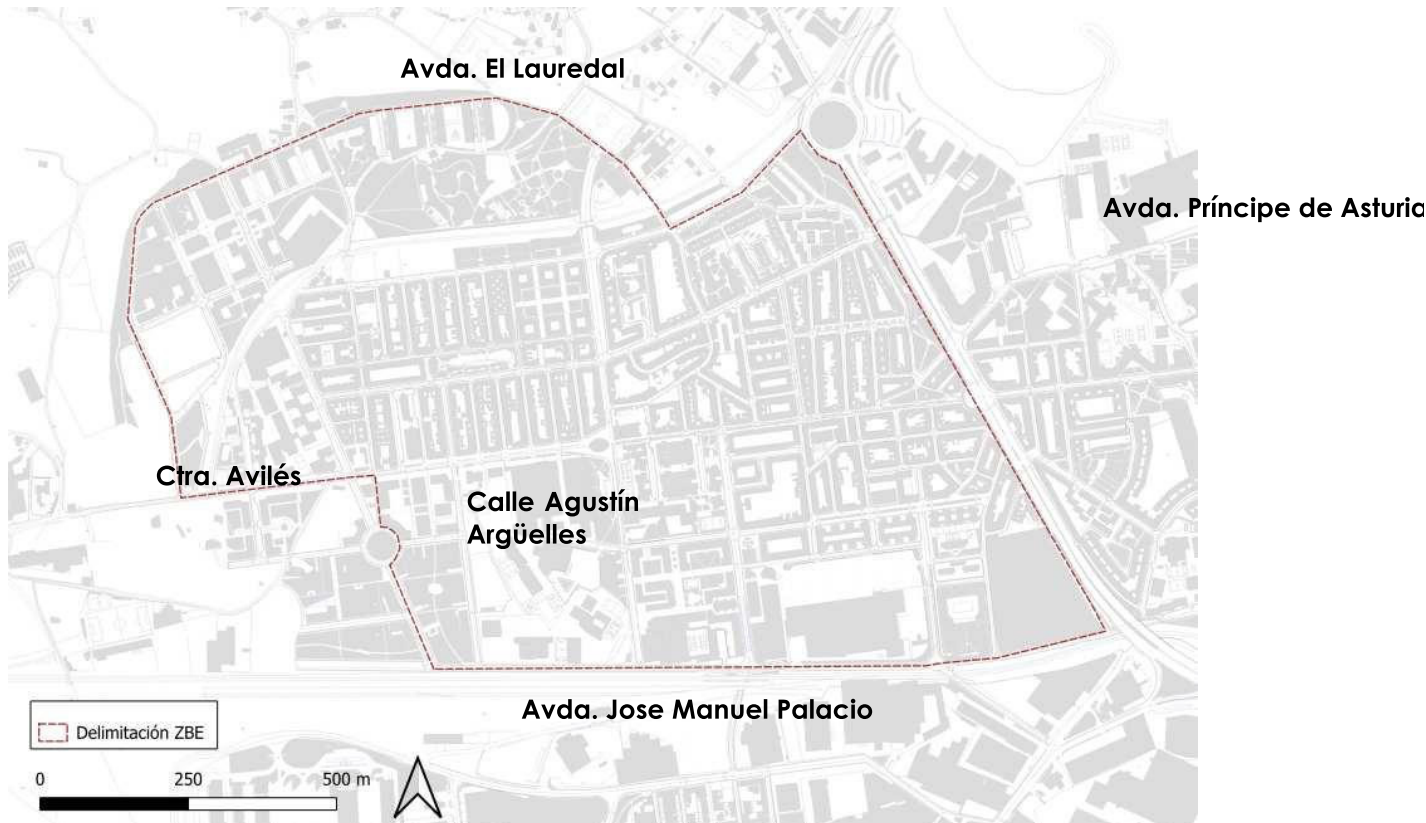 Avda. El Lauredal
Avda. Príncipe de Asturia
Ctra. Avilés
Calle Agustín
Argüelles
Avda. Jose Manuel Palacio
Delimitación ZBE
0 250 500 m